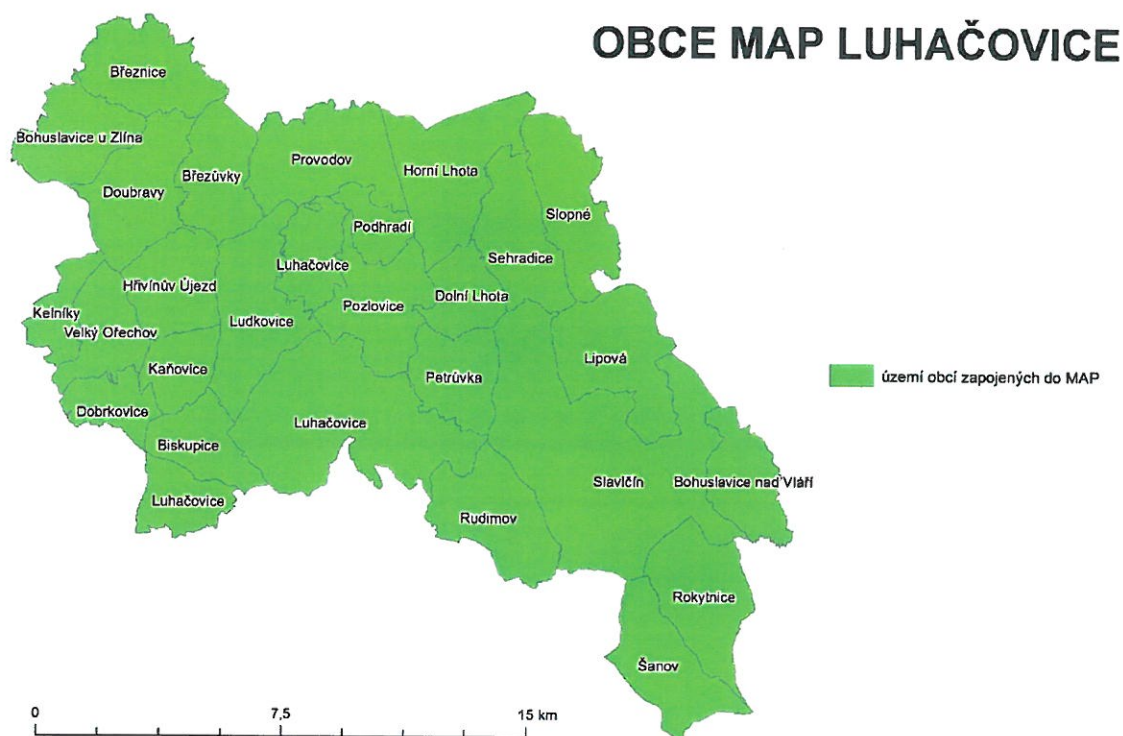 OBCE MAP LUHAČOVICE
Březnice
Bohuslavice u Zlína
Provodov
Horní Lhota
Březůvky
Doubravy
Slopné
Podhradí
Sehradice
Luhačovice
Hřivínův Újezd
Dolní Lhota
Pozlovice
Kelníky
Ludkovice
Velký Ořechov
Lipová
Kaňovice
Petrůvka
území obcí zapojených do MAP
Dobrkovice
Luhačovice
Biskupice
Slavičín
Bohuslavice nad Vláří
Luhačovice
Rudimov
Rokytnice
Šanov
0 7,5 15 km